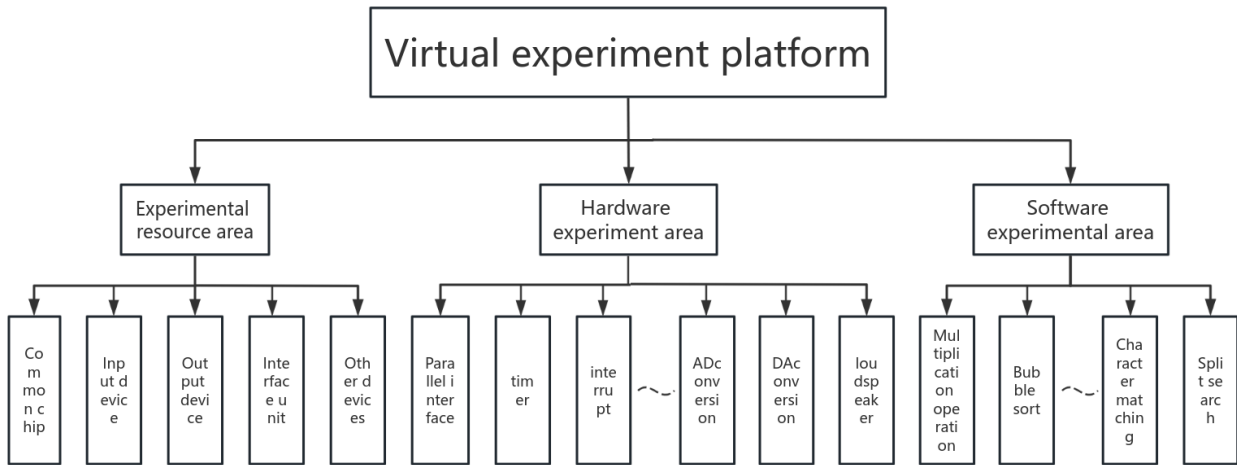 Virtual experiment platform
Experimental
resource area
Hardware
experiment area
Software
experimental area
Co
m
mon c
hip
Inp
ut d
evic
e
Out
put
devi
ce
Inte
rfac
e u
nit
Oth
er d
evic
es
Para
llel i
nter
face
tim
er
inte
rru
pt
ADc
onv
ersi
on
DAc
onv
ersi
on
lou
dsp
eak
er
Mul
tipli
cati
on
ope
rati
on
Bub
ble
sort
Cha
ract
er
mat
chin
g
Spli
t se
arc
h